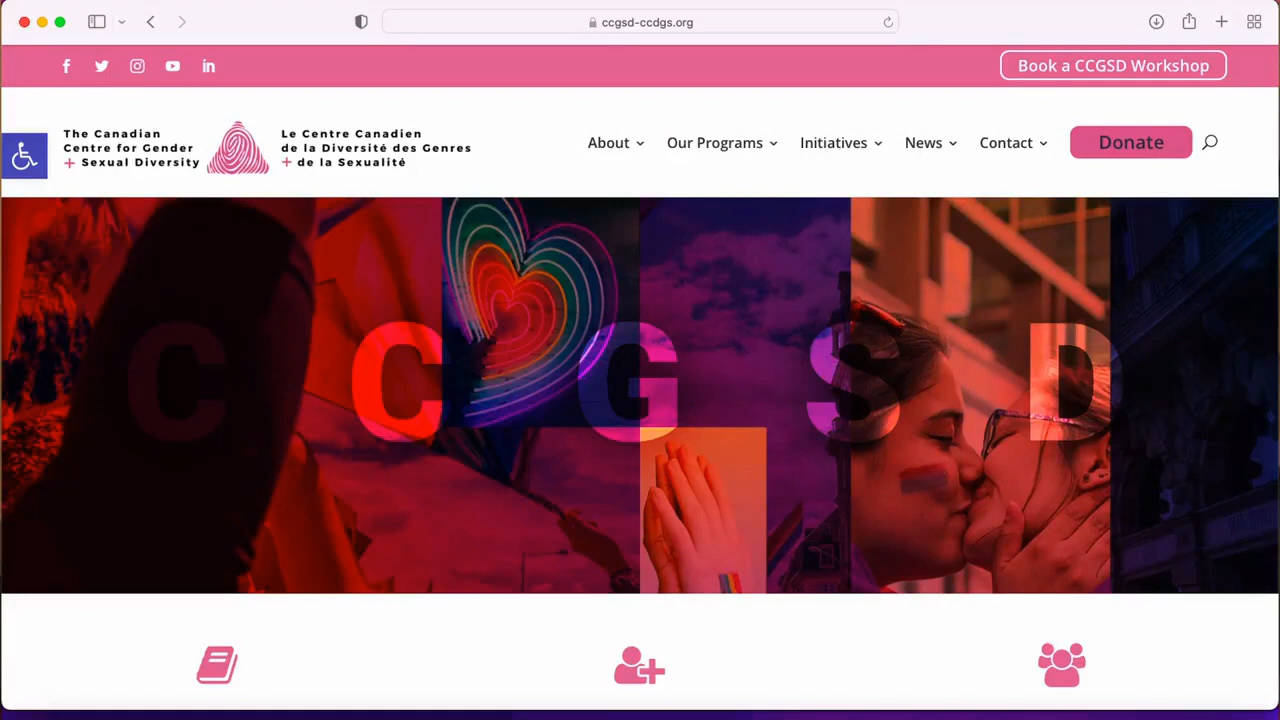 ccgsd-ccdgs.org
Book a CCGSD Workshop
The Canadian
Centre for Gender
+ Sexual Diversity
Le Centre Canadien
de la Diversité des Genres
+ de la Sexualité
About
Our Programs
Initiatives
News
Contact
Donate
C C G S D